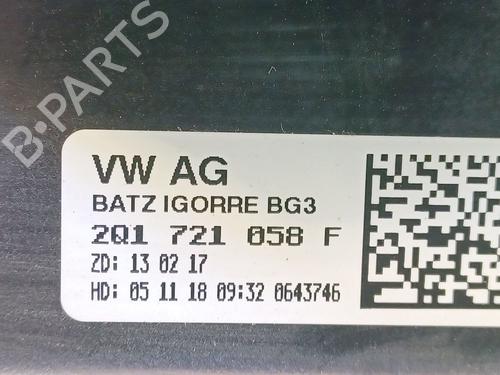 B-PARTS
VW AG
BATZ IGORRE BG3
2Q1 721 058 F
ZD: 13 02 17
HD: 05 11 18 09:32 0643746